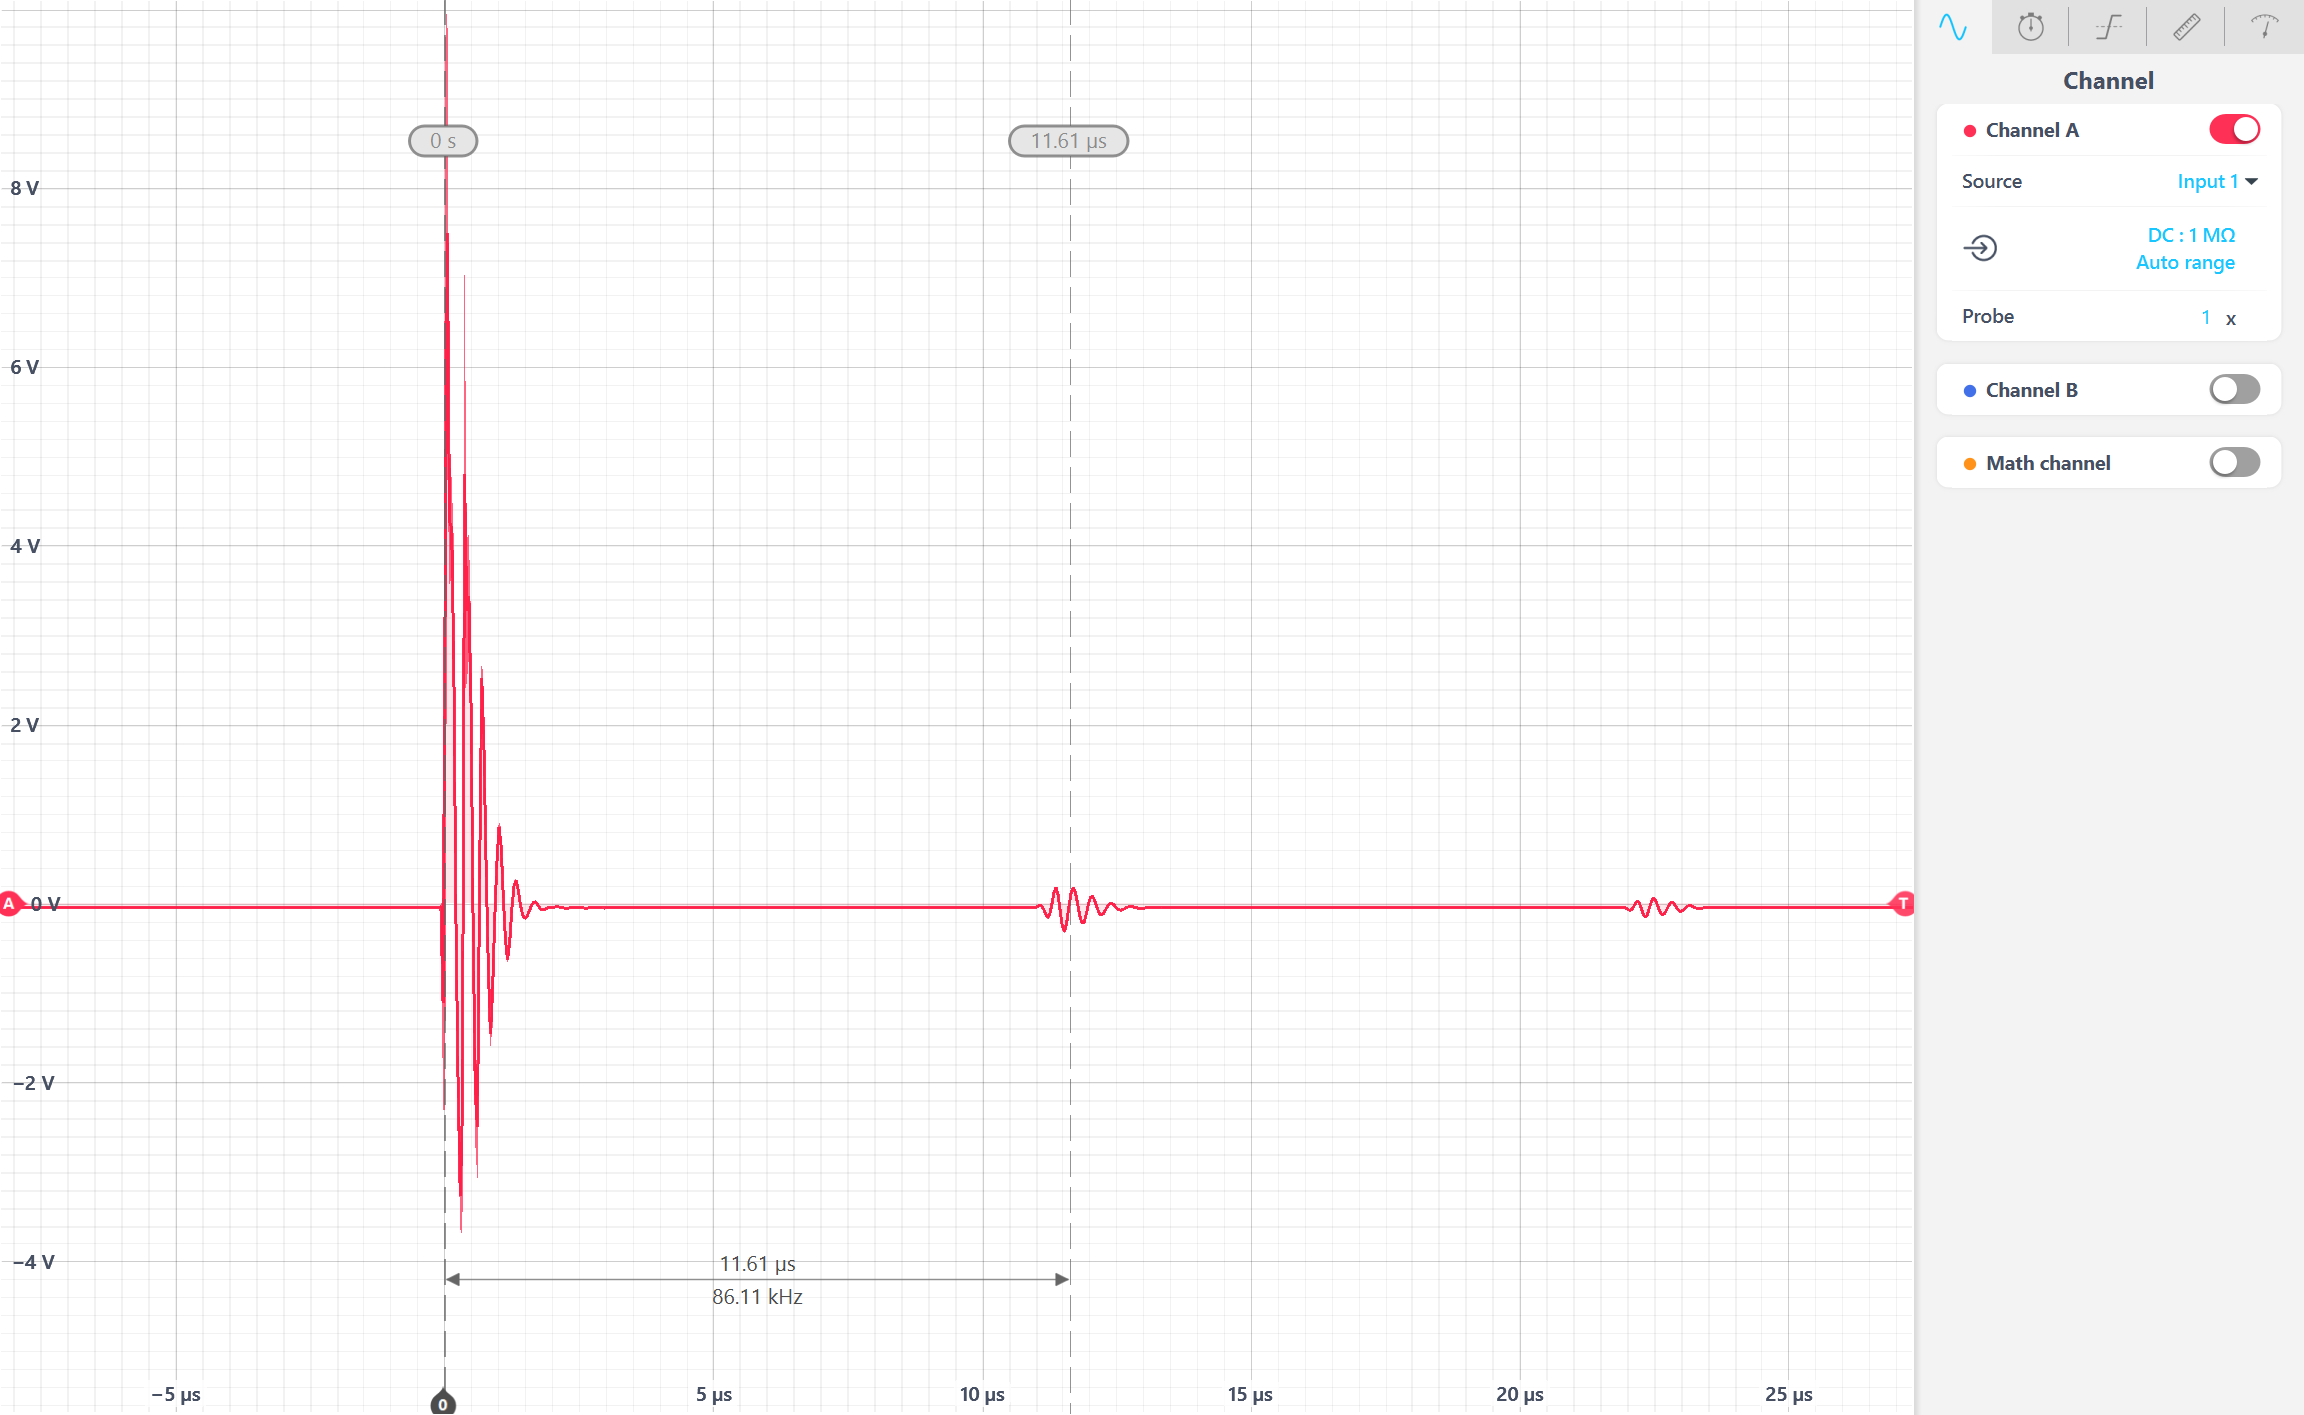 0 s
11.61 µs
8 V
6 V
4 V
2 V
A
0 V
T
−2 V
−4 V
11.61 µs
86.11 kHz
−5 µs
0
5 µs
10 µs
15 µs
20 µs
25 µs
Channel
Channel A
Source Input 1
DC : 1 MΩ
Auto range
Probe 1 x
Channel B
Math channel